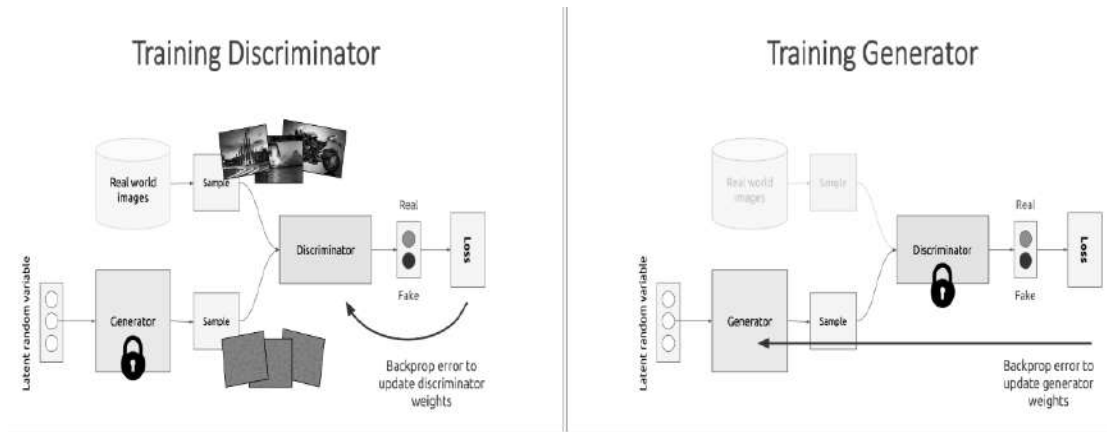 Training Discriminator
Real world
images
Sample
Discriminator
Real
Fake
Loss
Latent random variable
Generator
Sample
Backprop error to
update discriminator
weights
Training Generator
Real world
images
Sample
Discriminator
Real
Fake
Loss
Latent random variable
Generator
Sample
Backprop error to
update generator
weights